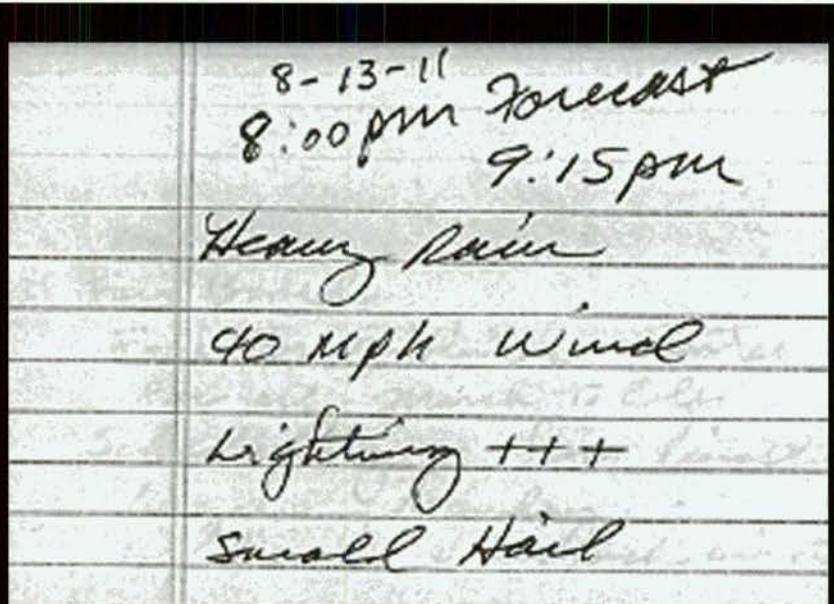 8-13-11
8:00pm Forecast
9:15pm
Heavy Rain
40 MPH Wind
Lightning +++
Small Hail